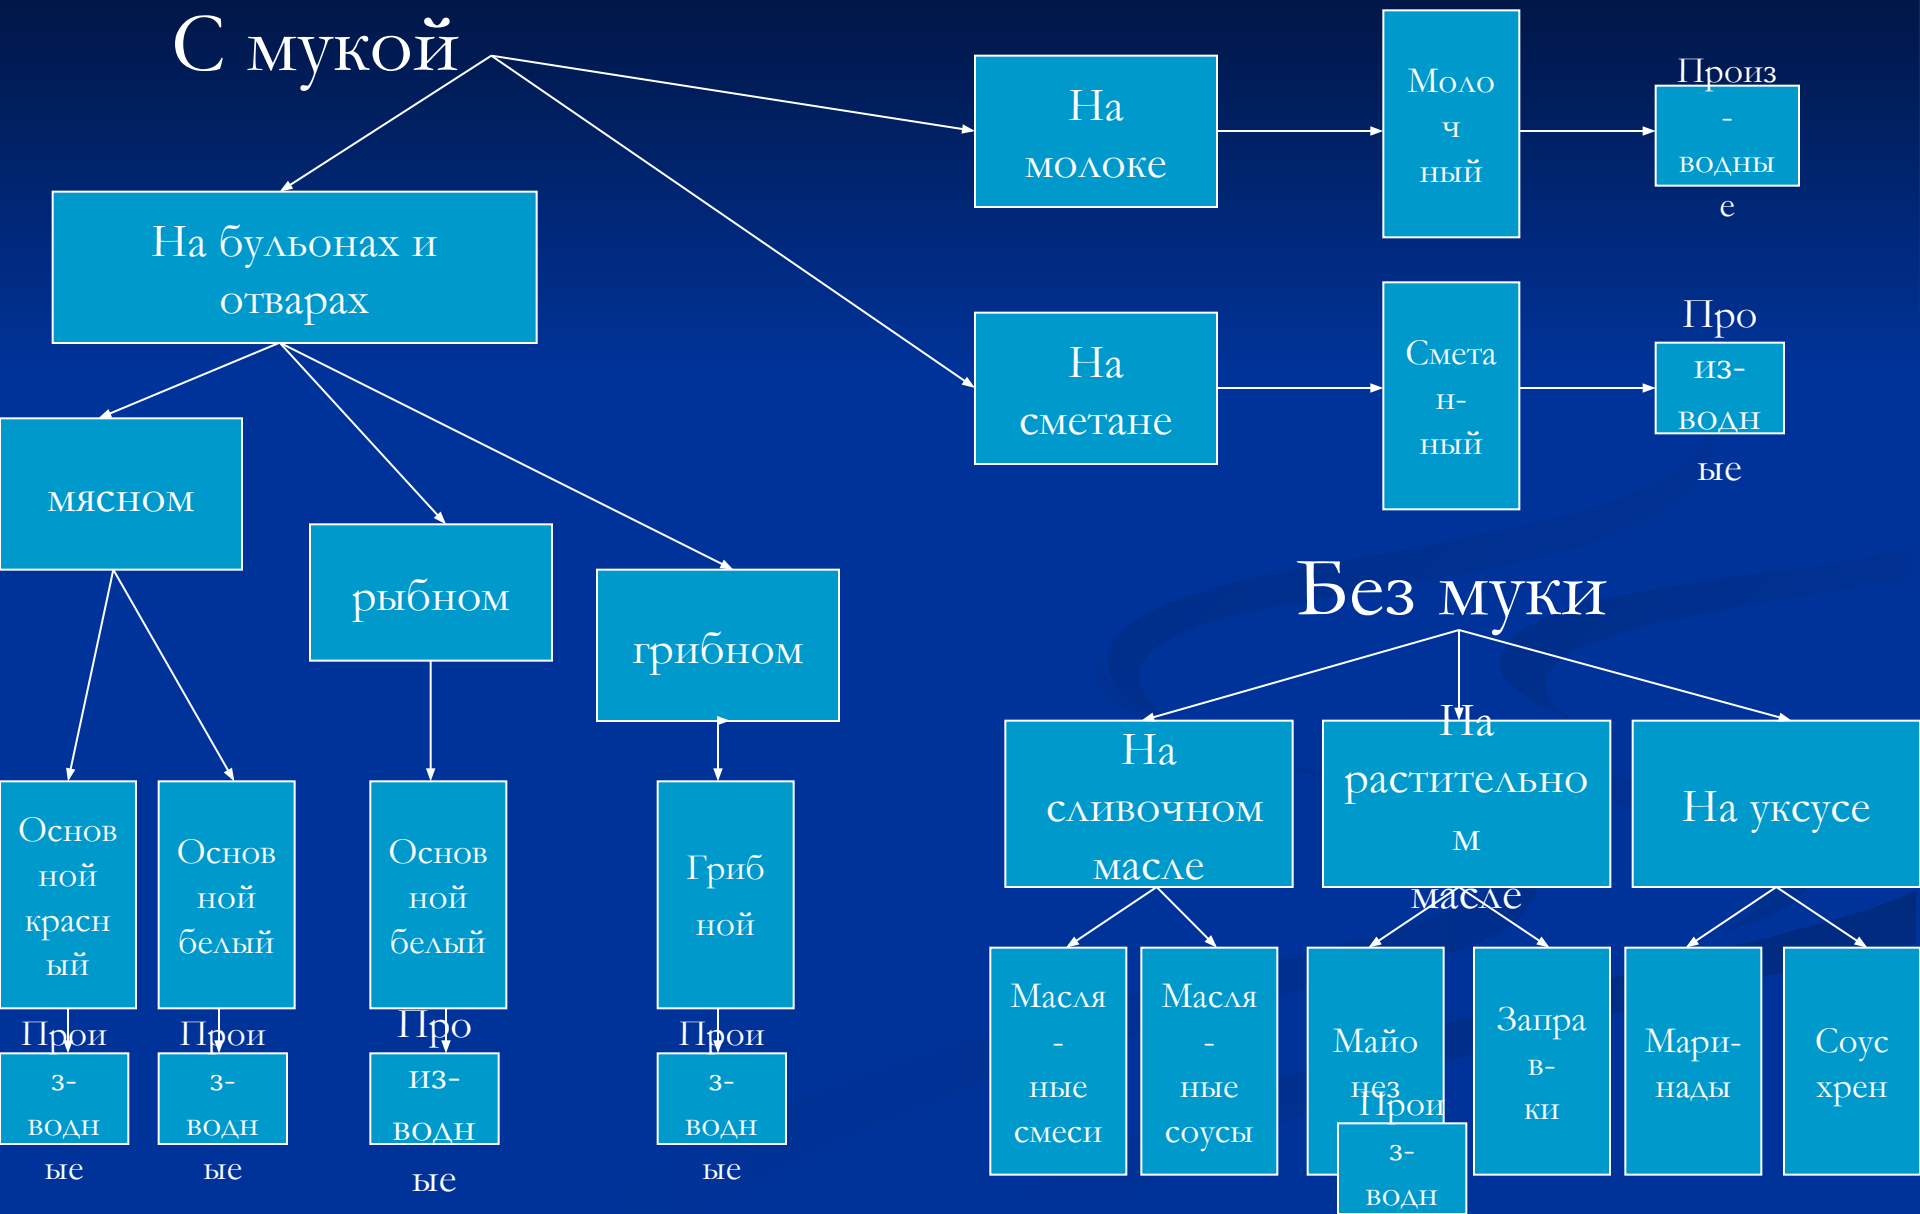 С мукой
На бульонах и
отварах
мясном
рыбном
грибном
Основ
ной
красн
ый
Прои
з-
водн
ые
Основ
ной
белый
Прои
з-
водн
ые
Основ
ной
белый
Про
из-
водн
ые
Гриб
ной
Прои
з-
водн
ые
На
молоке
Молo
ч
ный
Произ
-
водны
е
На
сметане
Смета
н-
ный
Про
из-
водн
ые
Без муки
На
сливочном
масле
На
растительно
м
масле
На уксусе
Масля
-
ные
смеси
Масля
-
ные
соусы
Майо
нез
Прои
з-
водн
Запра
в-
ки
Мари-
нады
Соус
хрен